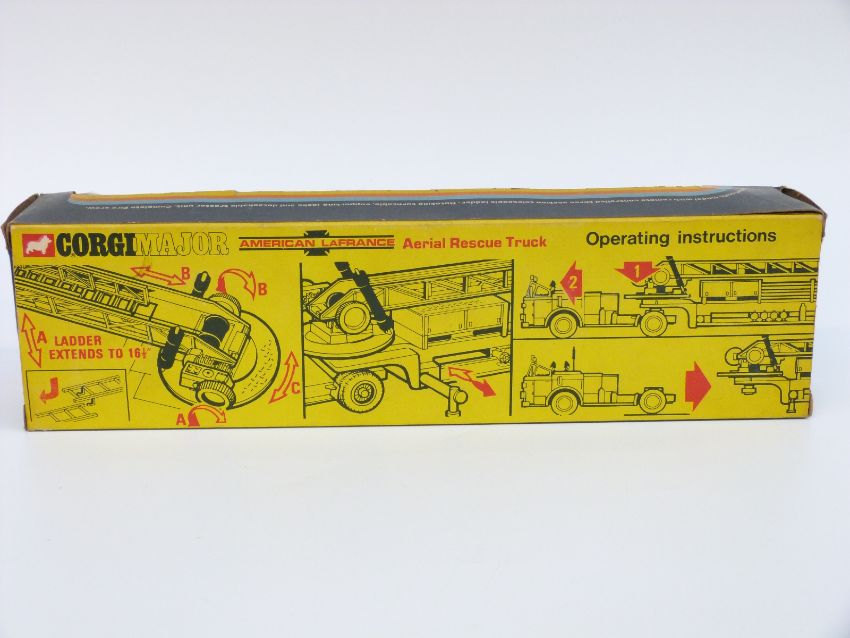 CORGI MAJOR
AMERICAN LAFRANCE
Aerial Rescue Truck
Operating instructions
B
B
A LADDER
EXTENDS TO 16½"
C
A
2
1